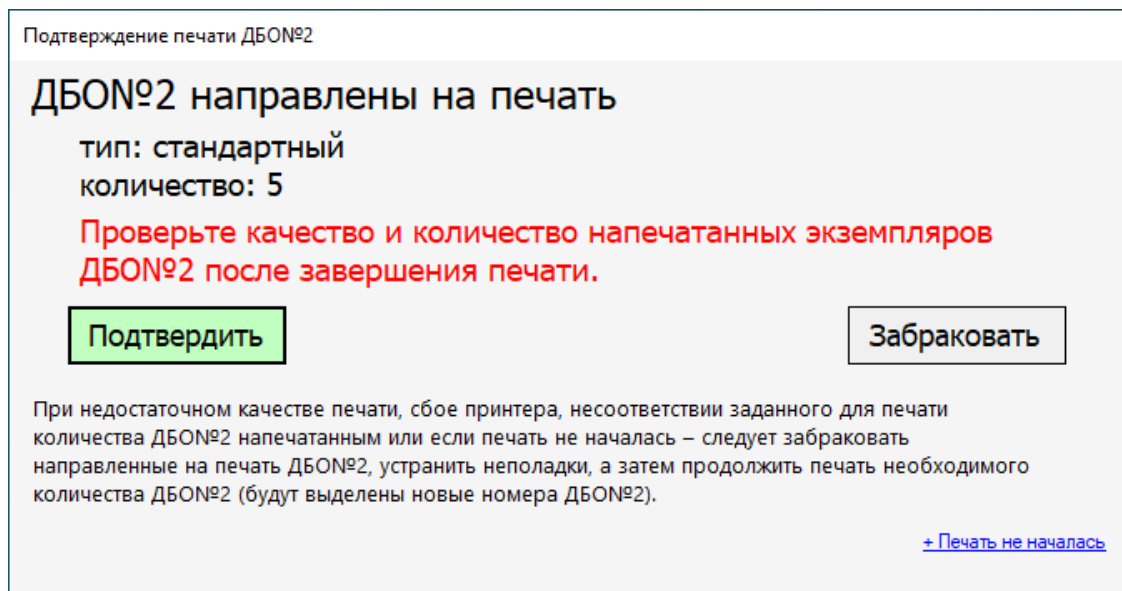 Подтверждение печати ДБО№2
ДБО№2 направлены на печать
тип: стандартный
количество: 5
Проверьте качество и количество напечатанных экземпляров
ДБО№2 после завершения печати.
Подтвердить
Забраковать
При недостаточном качестве печати, сбое принтера, несоответствии заданного для печати
количества ДБО№2 напечатанным или если печать не началась – следует забраковать
направленные на печать ДБО№2, устранить неполадки, а затем продолжить печать необходимого
количества ДБО№2 (будут выделены новые номера ДБО№2).
+ Печать не началась